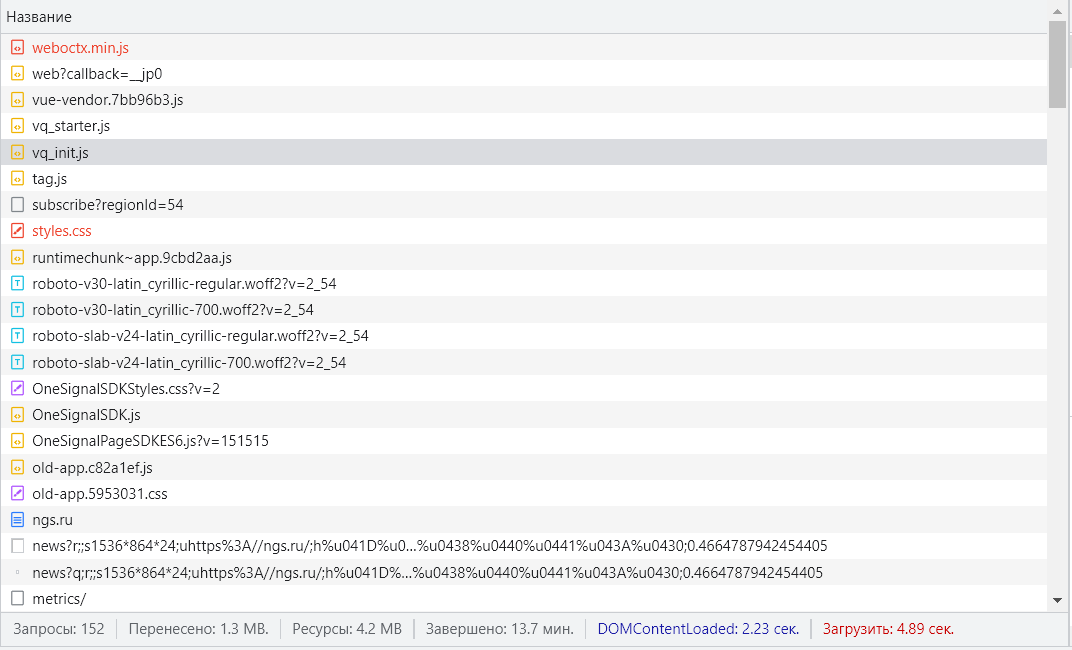 Название
weboctx.min.js
web?callback=__jp0
vue-vendor.7bb96b3.js
vq_starter.js
vq_init.js
tag.js
subscribe?regionId=54
styles.css
runtimechunk~app.9cbd2aa.js
roboto-v30-latin_cyrillic-regular.woff2?v=2_54
roboto-v30-latin_cyrillic-700.woff2?v=2_54
roboto-slab-v24-latin_cyrillic-regular.woff2?v=2_54
roboto-slab-v24-latin_cyrillic-700.woff2?v=2_54
OneSignalSDKStyles.css?v=2
OneSignalSDK.js
OneSignalPageSDKES6.js?v=151515
old-app.c82a1ef.js
old-app.5953031.css
ngs.ru
news?r;;s1536*864*24;uhttps%3A//ngs.ru/;h%u041D%u0…%u0438%u0440%u0441%u043A%u0430;0.4664787942454405
news?q;r;;s1536*864*24;uhttps%3A//ngs.ru/;h%u041D%…%u0438%u0440%u0441%u043A%u0430;0.4664787942454405
metrics/
Запросы: 152 Перенесено: 1.3 MB. Ресурсы: 4.2 MB Завершено: 13.7 мин. DOMContentLoaded: 2.23 сек. Загрузить: 4.89 сек.